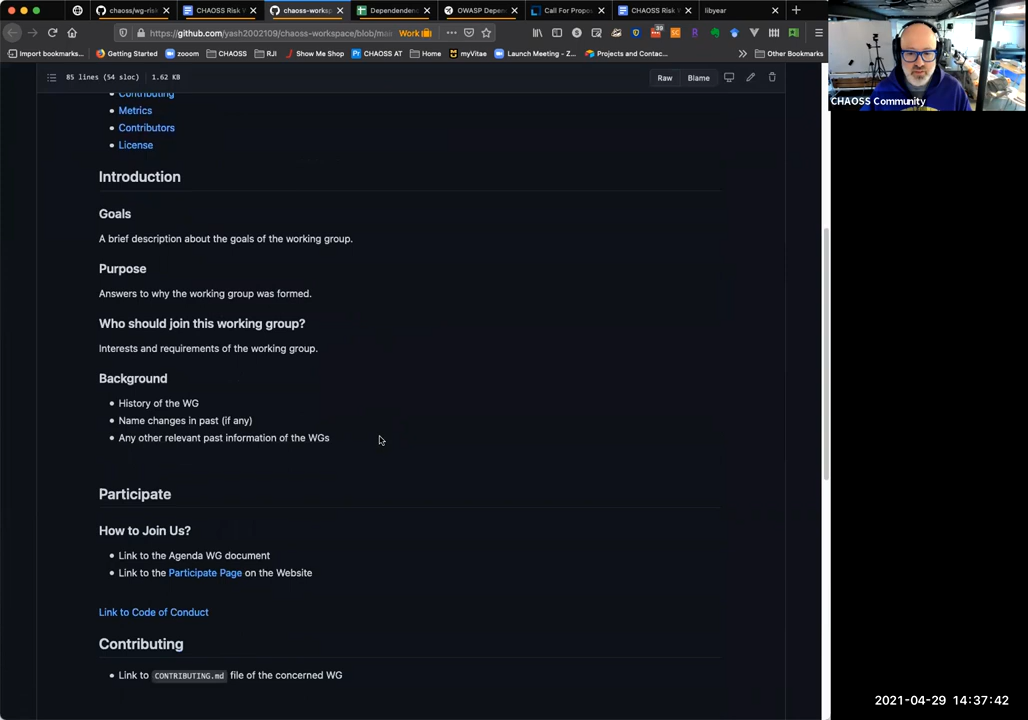 chaoss/wg-ris
CHAOSS Risk V
chaoss-worksp
Dependendenc
OWASP Depen
Call For Propo
CHAOSS Risk V
libyear
https://github.com/yash2002109/chaoss-workspace/blob/mai
Work
Import bookmarks...
Getting Started
zooom
CHAOSS
RJI
Show Me Shop
CHAOSS AT
Home
myVitae
Launch Meeting - Z...
Projects and Contac...
Other Bookmarks
85 lines (54 sloc)
1.62 KB
Raw
Blame
CHAOSS Community
Contributing
Metrics
Contributors
License
Introduction
Goals
A brief description about the goals of the working group.
Purpose
Answers to why the working group was formed.
Who should join this working group?
Interests and requirements of the working group.
Background
History of the WG
Name changes in past (if any)
Any other relevant past information of the WGs
Participate
How to Join Us?
Link to the Agenda WG document
Link to the Participate Page on the Website
Link to Code of Conduct
Contributing
Link to CONTRIBUTING.md file of the concerned WG
2021-04-29 14:37:42